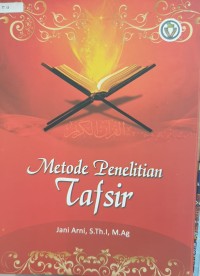 Metode Penelitian
Tafsir
Jani Arni, S.Th.I, M.Ag